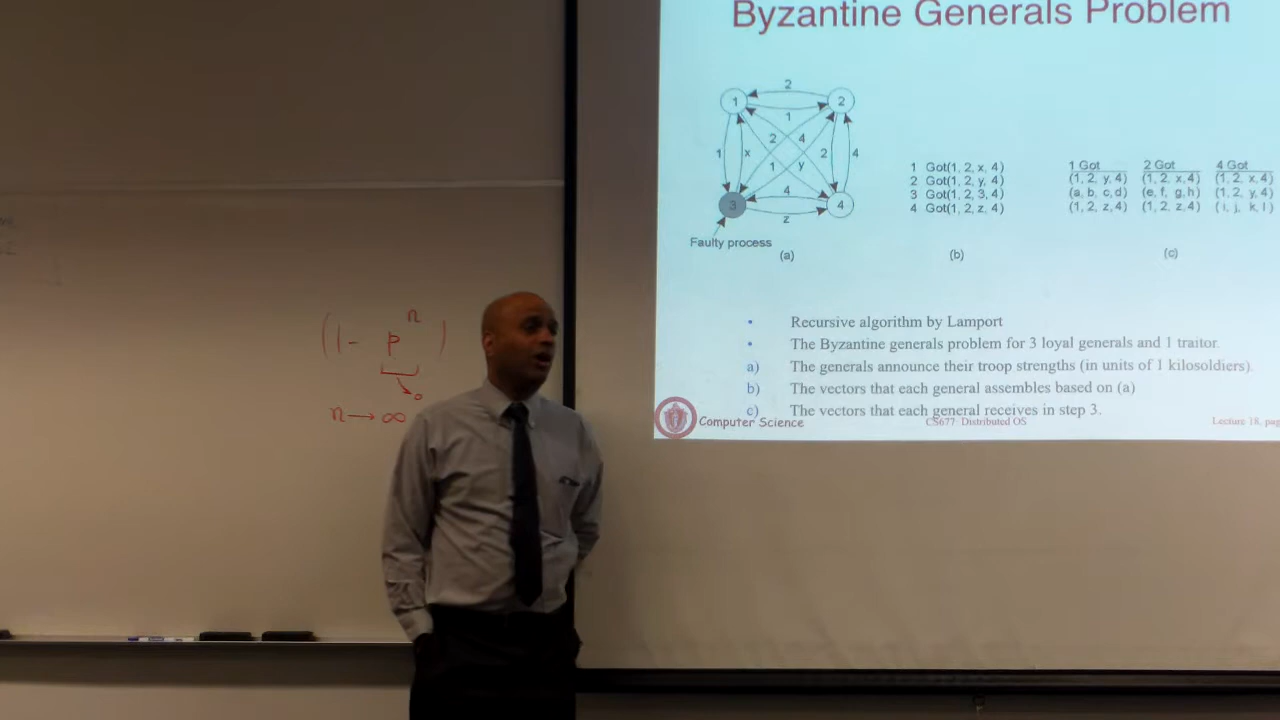 Byzantine Generals Problem
2
1 2
1
2 4
1 x 2 4
1 y
4
3 4
z
Faulty process
(a)
1 Got(1, 2, x, 4)
2 Got(1, 2, y, 4)
3 Got(1, 2, 3, 4)
4 Got(1, 2, z, 4)
(b)
1 Got 2 Got 4 Got
(1, 2, y, 4) (1, 2, x, 4) (1, 2, x, 4)
(a, b, c, d) (e, f, g, h) (1, 2, y, 4)
(1, 2, z, 4) (1, 2, z, 4) (i, j, k, l)
(c)
• Recursive algorithm by Lamport
• The Byzantine generals problem for 3 loyal generals and 1 traitor.
a) The generals announce their troop strengths (in units of 1 kilosoldiers).
b) The vectors that each general assembles based on (a)
c) The vectors that each general receives in step 3.
Computer Science CS677: Distributed OS Lecture 18,
(1 - p^n)
0
n → ∞